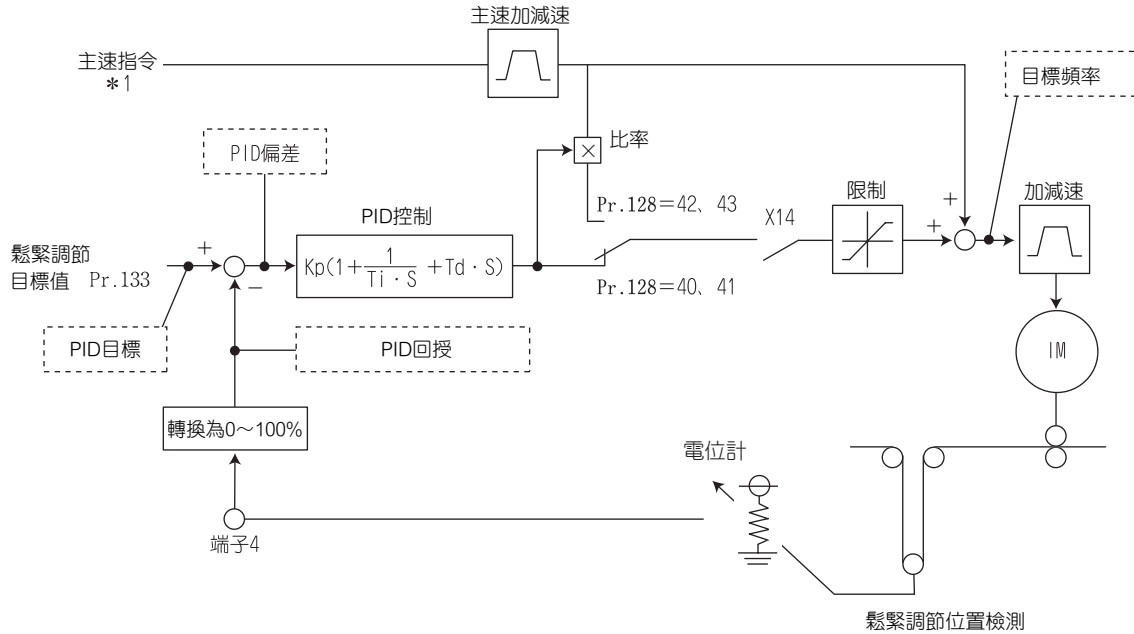 主速加減速
主速指令
*1
目標頻率
PID偏差
×
比率
Pr.128=42、43
X14
限制
加減速
PID控制
鬆緊調節
目標值 Pr.133
+
−
Kp(1+ 1/Ti・S +Td・S)
+
+
Pr.128=40、41
PID目標
PID回授
IM
轉換為0～100%
電位計
端子4
鬆緊調節位置檢測